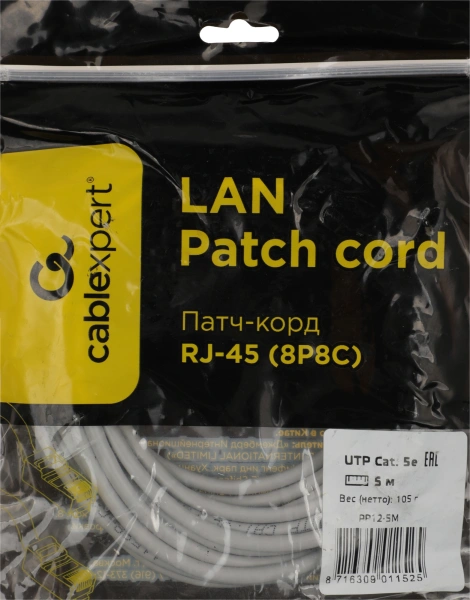 cablexpert®
LAN
Patch cord
Патч-корд
RJ-45 (8P8C)
UTP Cat. 5e EAC
5 м
Вес (нетто): 105 г
PP12-5M
8 716309 011525